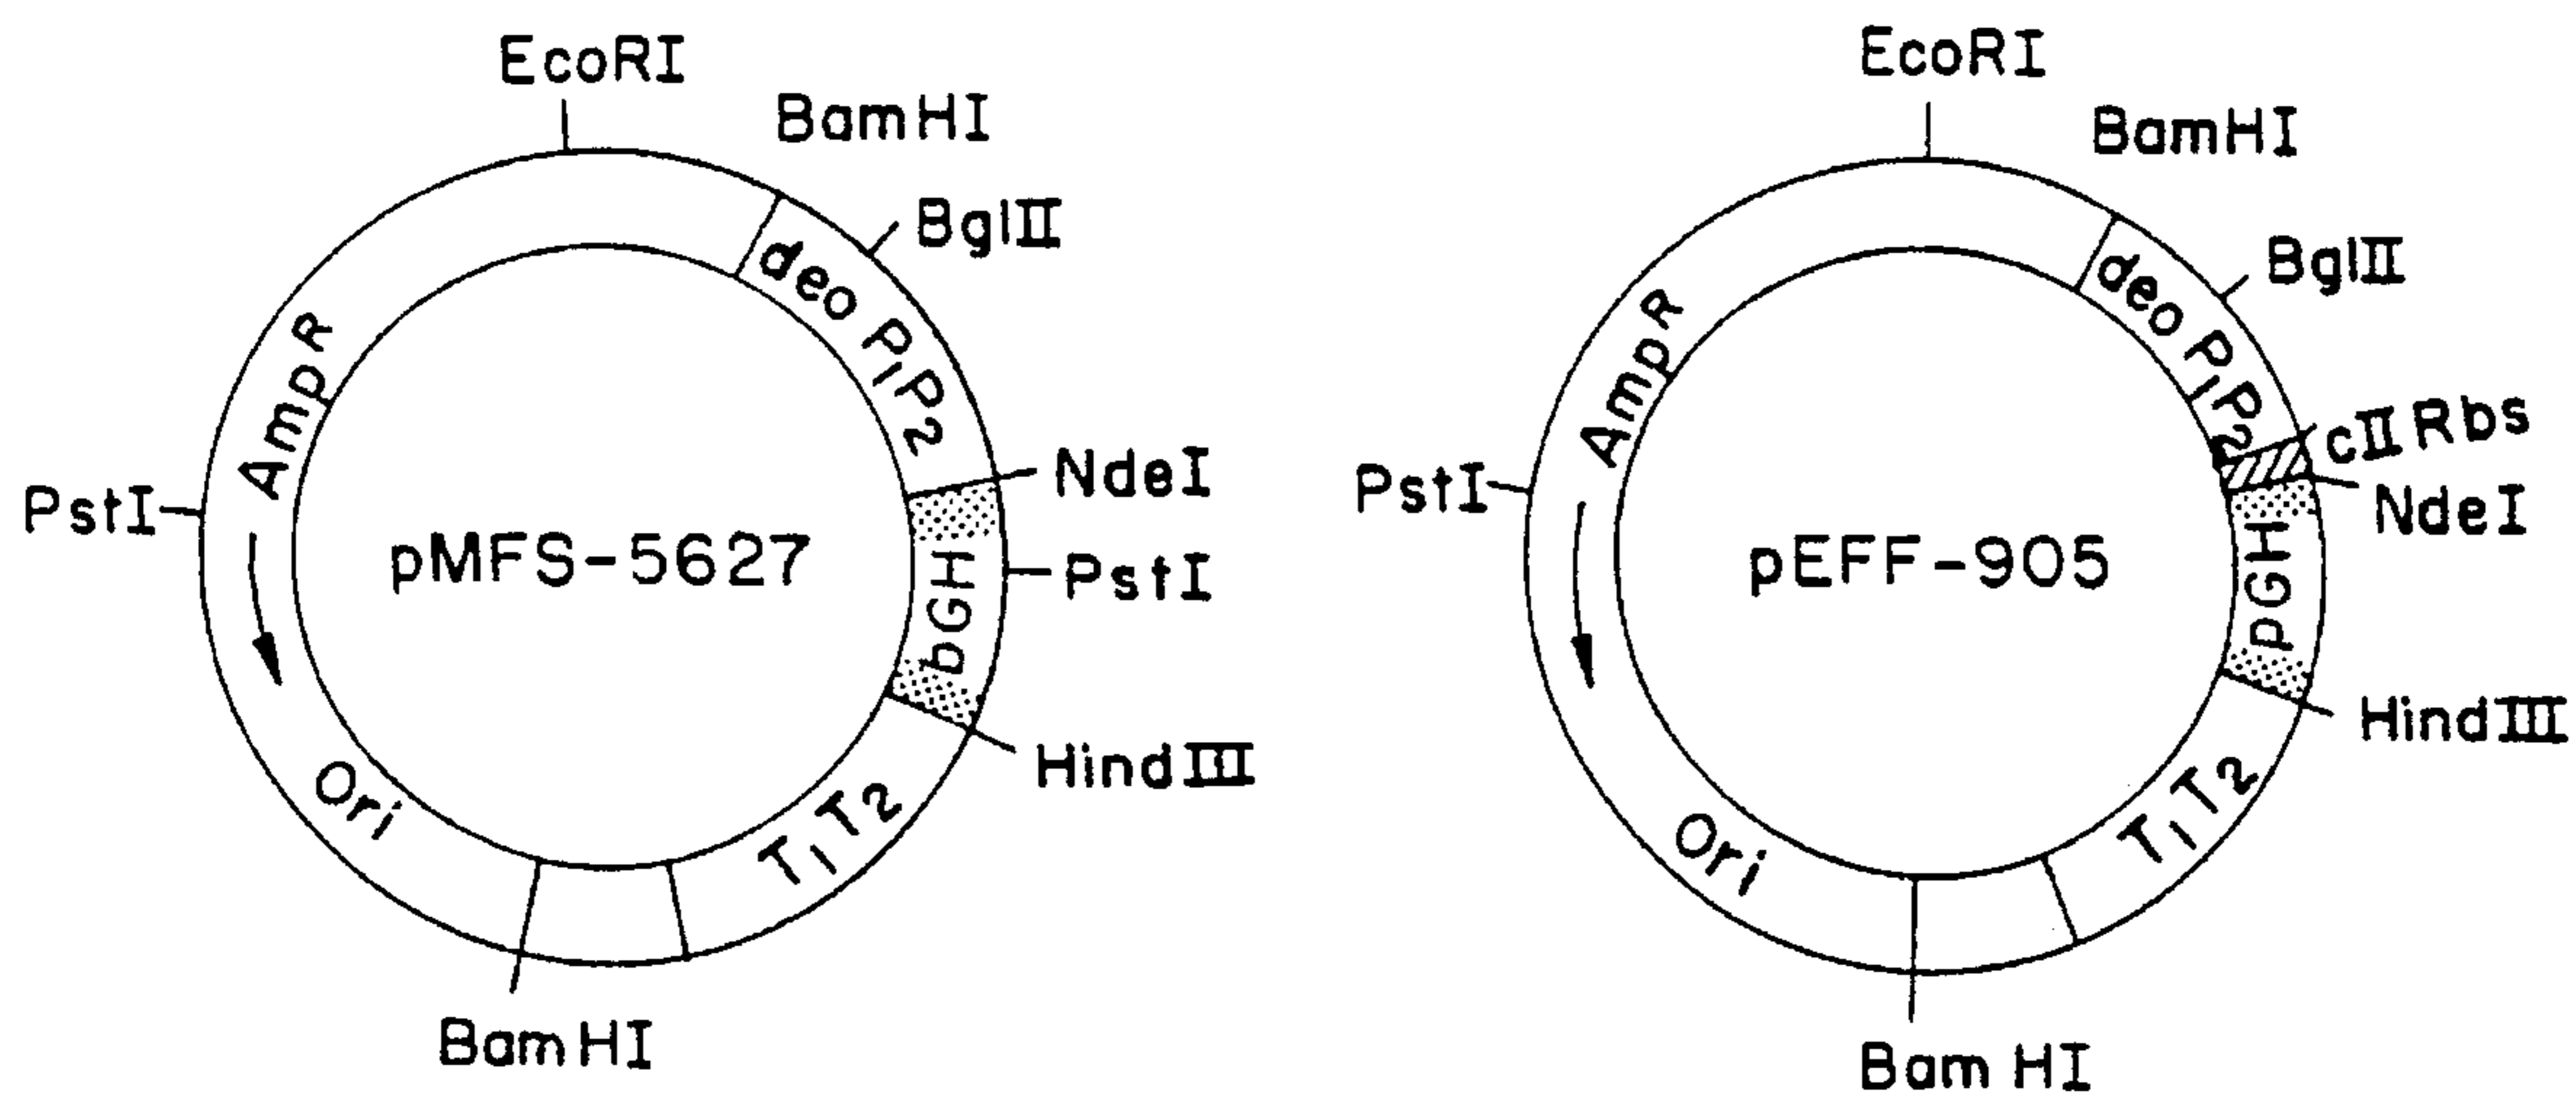 EcoRI
BamHI
BglII
deo P1P2
NdeI
PstI
bGH
HindIII
T1T2
BamHI
Ori
PstI
AmpR
pMFS-5627
EcoRI
BamHI
BglII
deo P1P2
cII Rbs
NdeI
pGH
HindIII
T1T2
Bam HI
Ori
PstI
AmpR
pEFF-905